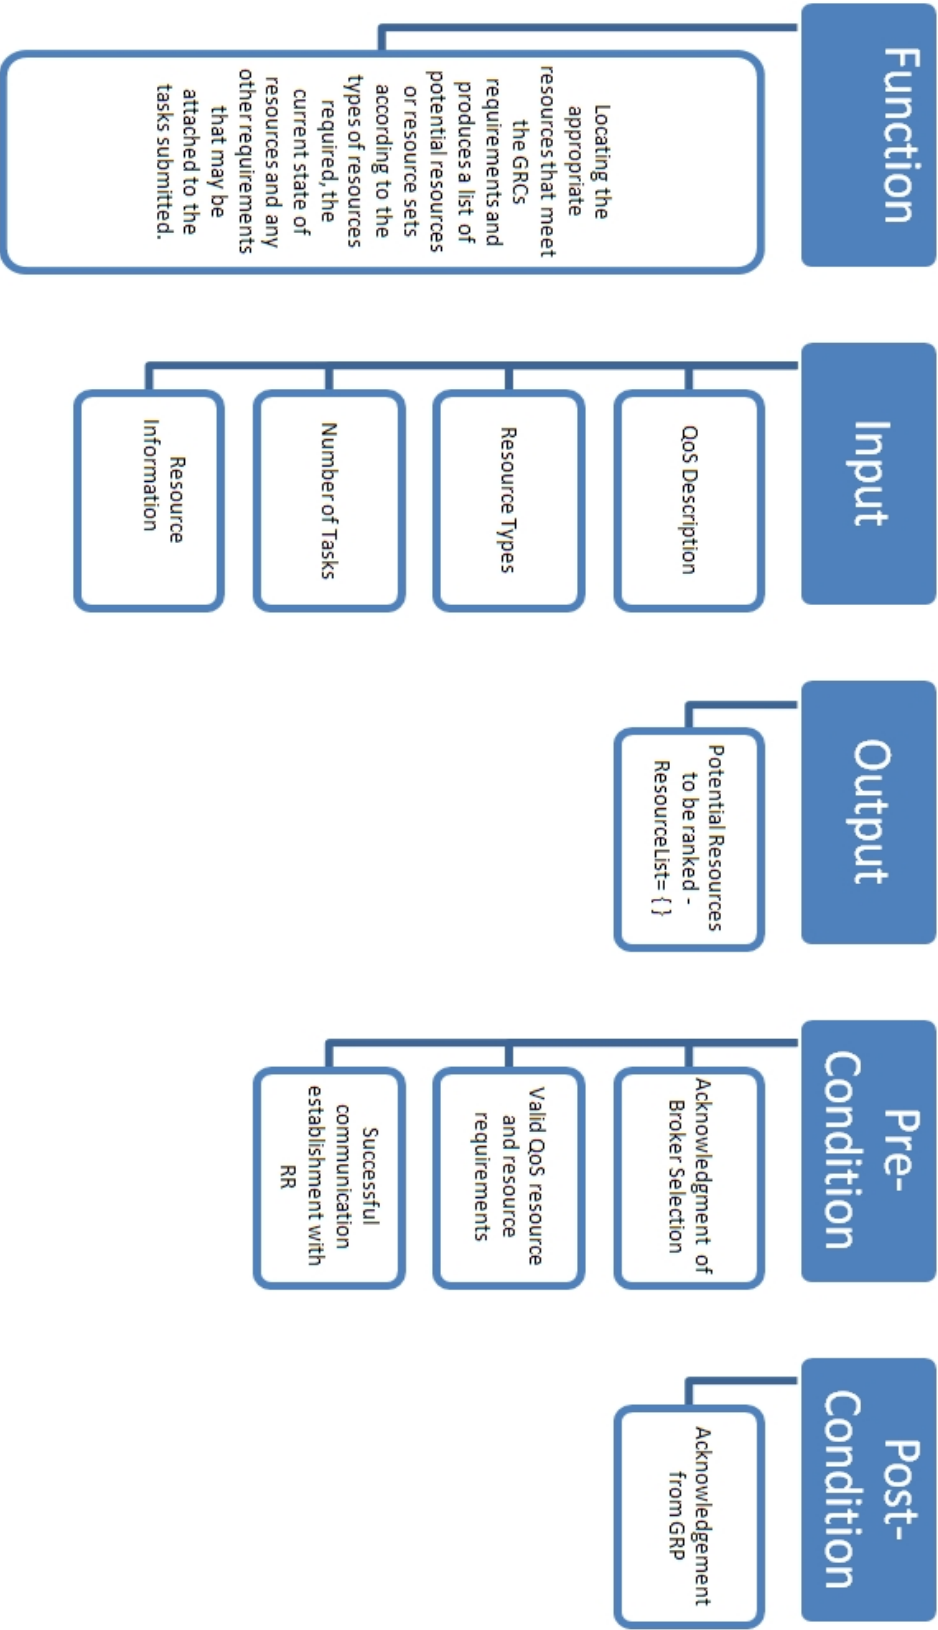 Function
Locating the
appropriate
resources that meet
the GRCs
requirements and
produces a list of
potential resources
or resource sets
according to the
types of resources
required, the
current state of
resources and any
other requirements
that may be
attached to the
tasks submitted.
Input
QoS Description
Resource Types
Number of Tasks
Resource
Information
Output
Potential Resources
to be ranked -
ResourceList= { }
Pre-
Condition
Acknowledgment of
Broker Selection
Valid QoS resource
and resource
requirements
Successful
communication
establishment with
RR
Post-
Condition
Acknowledgement
from GRP